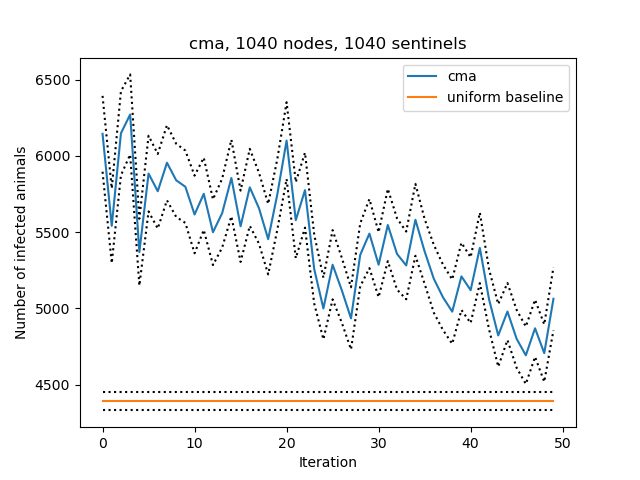 cma, 1040 nodes, 1040 sentinels
cma
uniform baseline
Number of infected animals
6500
6000
5500
5000
4500
0 10 20 30 40 50
Iteration